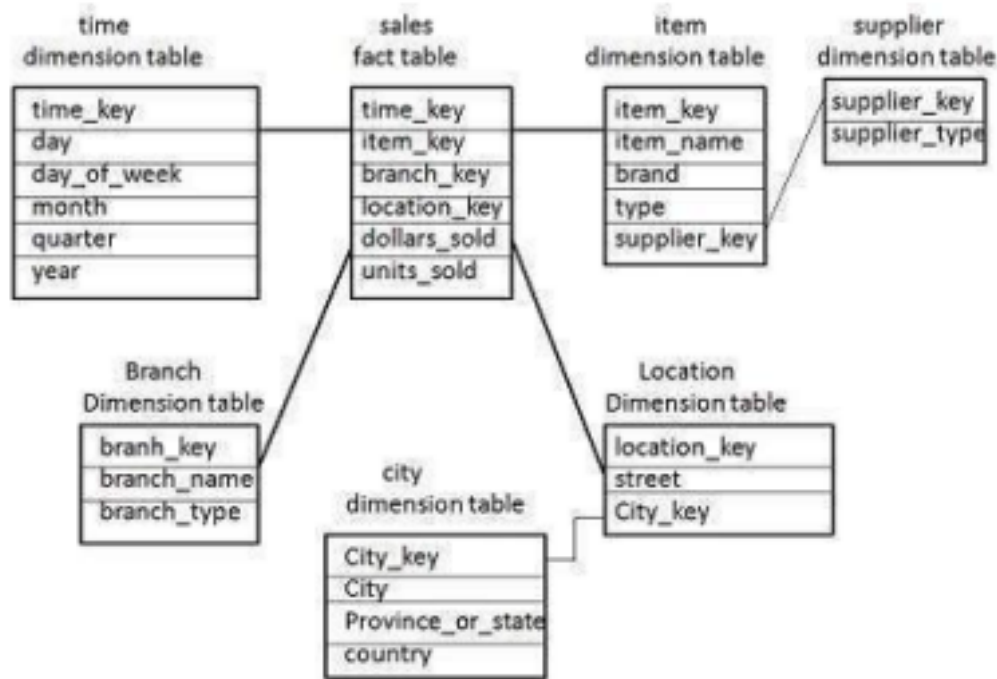 time
dimension table
time_key
day
day_of_week
month
quarter
year
sales
fact table
time_key
item_key
branch_key
location_key
dollars_sold
units_sold
item
dimension table
item_key
item_name
brand
type
supplier_key
supplier
dimension table
supplier_key
supplier_type
Branch
Dimension table
branh_key
branch_name
branch_type
city
dimension table
City_key
City
Province_or_state
country
Location
Dimension table
location_key
street
City_key